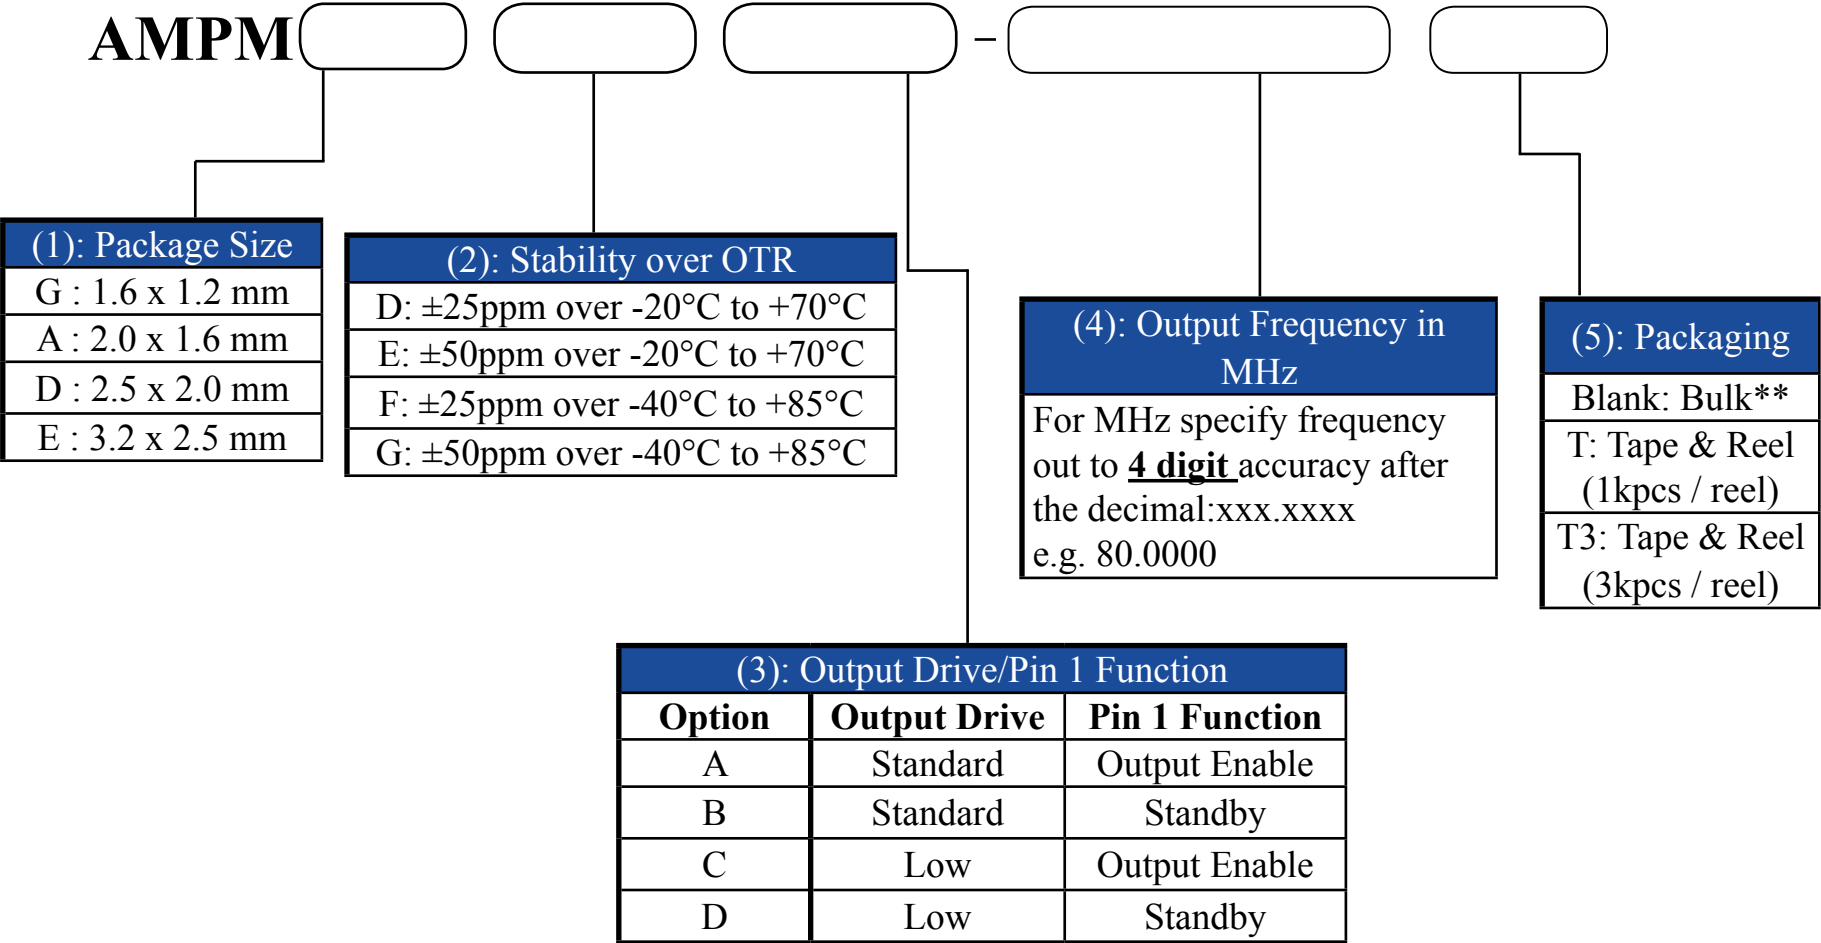 AMPM –
(1): Package Size
G : 1.6 x 1.2 mm
A : 2.0 x 1.6 mm
D : 2.5 x 2.0 mm
E : 3.2 x 2.5 mm
(2): Stability over OTR
D: ±25ppm over -20°C to +70°C
E: ±50ppm over -20°C to +70°C
F: ±25ppm over -40°C to +85°C
G: ±50ppm over -40°C to +85°C
(4): Output Frequency in
MHz
For MHz specify frequency
out to 4 digit accuracy after
the decimal:xxx.xxxx
e.g. 80.0000
(5): Packaging
Blank: Bulk**
T: Tape & Reel
(1kpcs / reel)
T3: Tape & Reel
(3kpcs / reel)
(3): Output Drive/Pin 1 Function
Option Output Drive Pin 1 Function
A Standard Output Enable
B Standard Standby
C Low Output Enable
D Low Standby